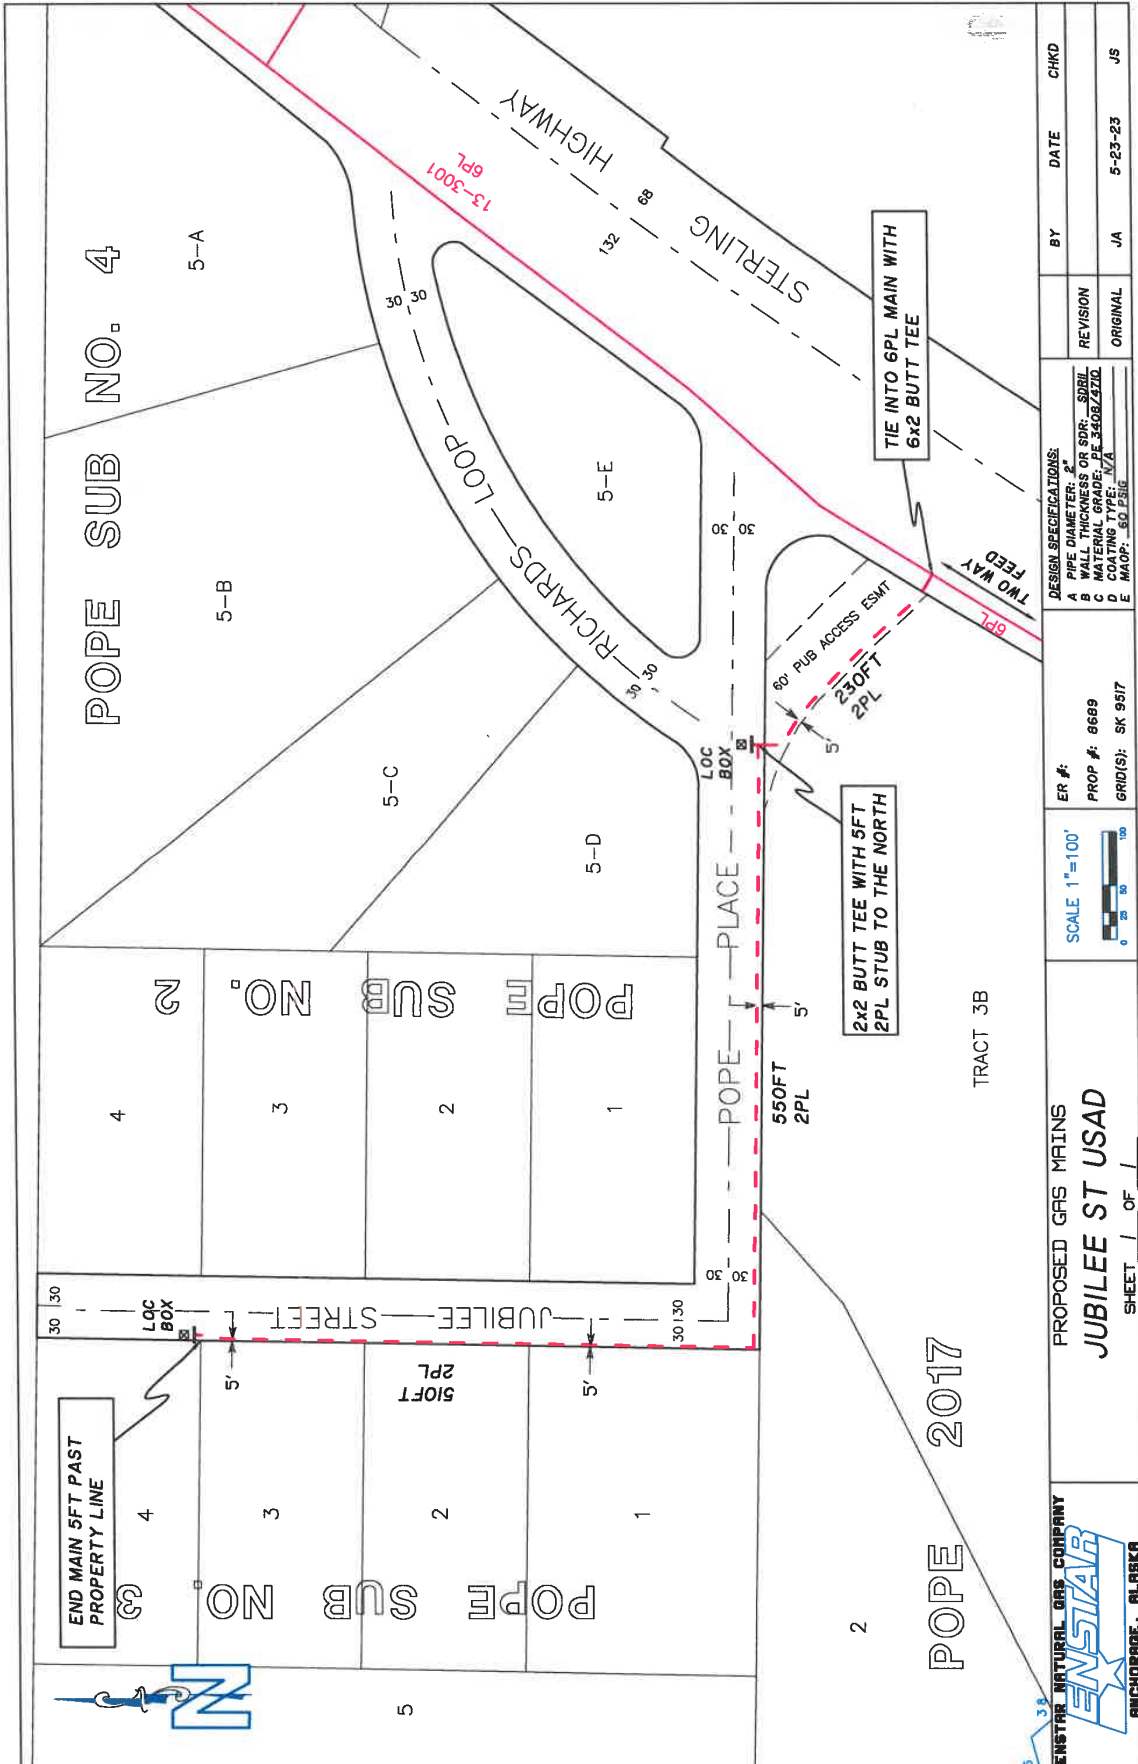 POPE SUB NO. 4
5-A
5-B
5-C
5-D
5-E
RICHARDS LOOP
30 30
30 30
13-3001
6PL
STERLING HIGHWAY
132
68
TIE INTO 6PL MAIN WITH
6x2 BUTT TEE
TWO WAY
FEED
6PL
60' PUB ACCESS ESMT
230FT
2PL
5'
LOC
BOX
2x2 BUTT TEE WITH 5FT
2PL STUB TO THE NORTH
POPE PLACE
30 30
30 30
550FT
2PL
5'
TRACT 3B
POPE SUB NO. 2
4
3
2
1
JUBILEE STREET
30 30
30 30
LOC
BOX
5'
5'
510FT
2PL
END MAIN 5FT PAST
PROPERTY LINE
POPE SUB NO. 3
4
3
2
1
5
2
POPE 2017
N
38
ENSTAR NATURAL GAS COMPANY
ENSTAR
ANCHORAGE, ALASKA
PROPOSED GAS MAINS
JUBILEE ST USAD
SHEET 1 OF 1
SCALE 1"=100'
0 25 50 100
ER #:
PROP #: 8689
GRID(S): SK 9517
DESIGN SPECIFICATIONS:
A PIPE DIAMETER: 2"
B WALL THICKNESS OR SDR: SDR11
C MATERIAL GRADE: PE 3408/4710
D COATING TYPE: N/A
E MAOP: 60 PSIG
REVISION BY DATE CHKD
ORIGINAL JA 5-23-23 JS